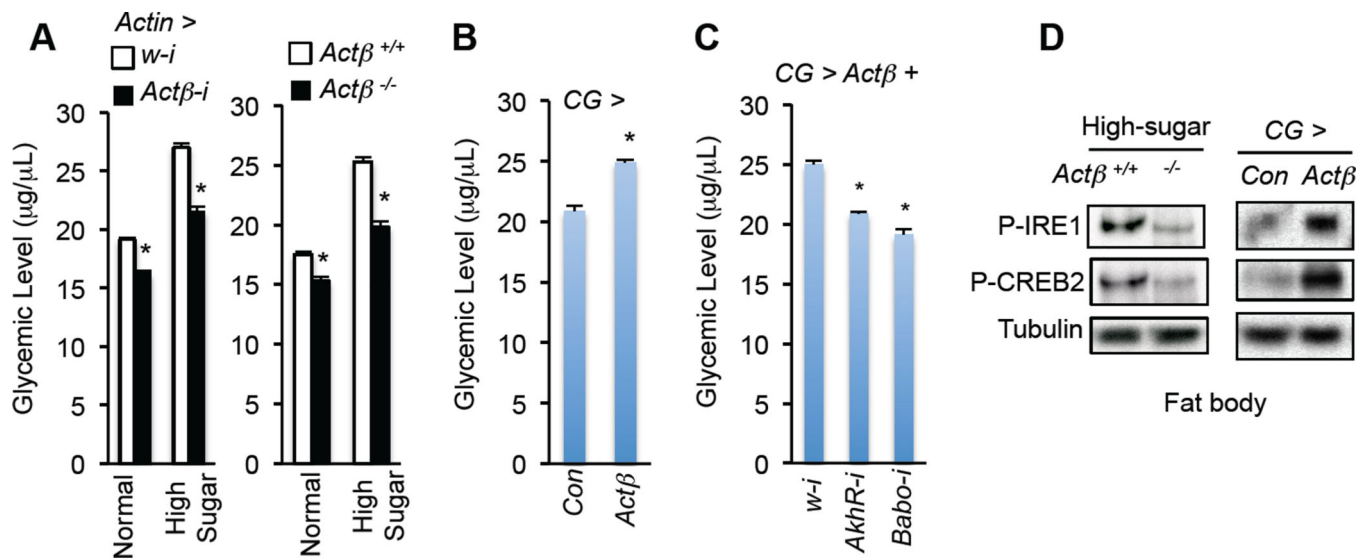 A
Actin >
w-i
Actβ-i
Actβ +/+
Actβ -/-
Glycemic Level (µg/µL)
30
25
20
15
10
5
0
*
*
Normal
High
Sugar
30
25
20
15
10
5
0
*
*
Normal
High
Sugar
B
CG >
Glycemic Level (µg/µL)
30
25
20
15
10
5
0
*
Con
Actβ
C
CG > Actβ +
Glycemic Level (µg/µL)
30
25
20
15
10
5
0
*
*
w-i
AkhR-i
Babo-i
D
High-sugar
CG >
Actβ +/+ -/-
Con Actβ
P-IRE1
P-CREB2
Tubulin
Fat body